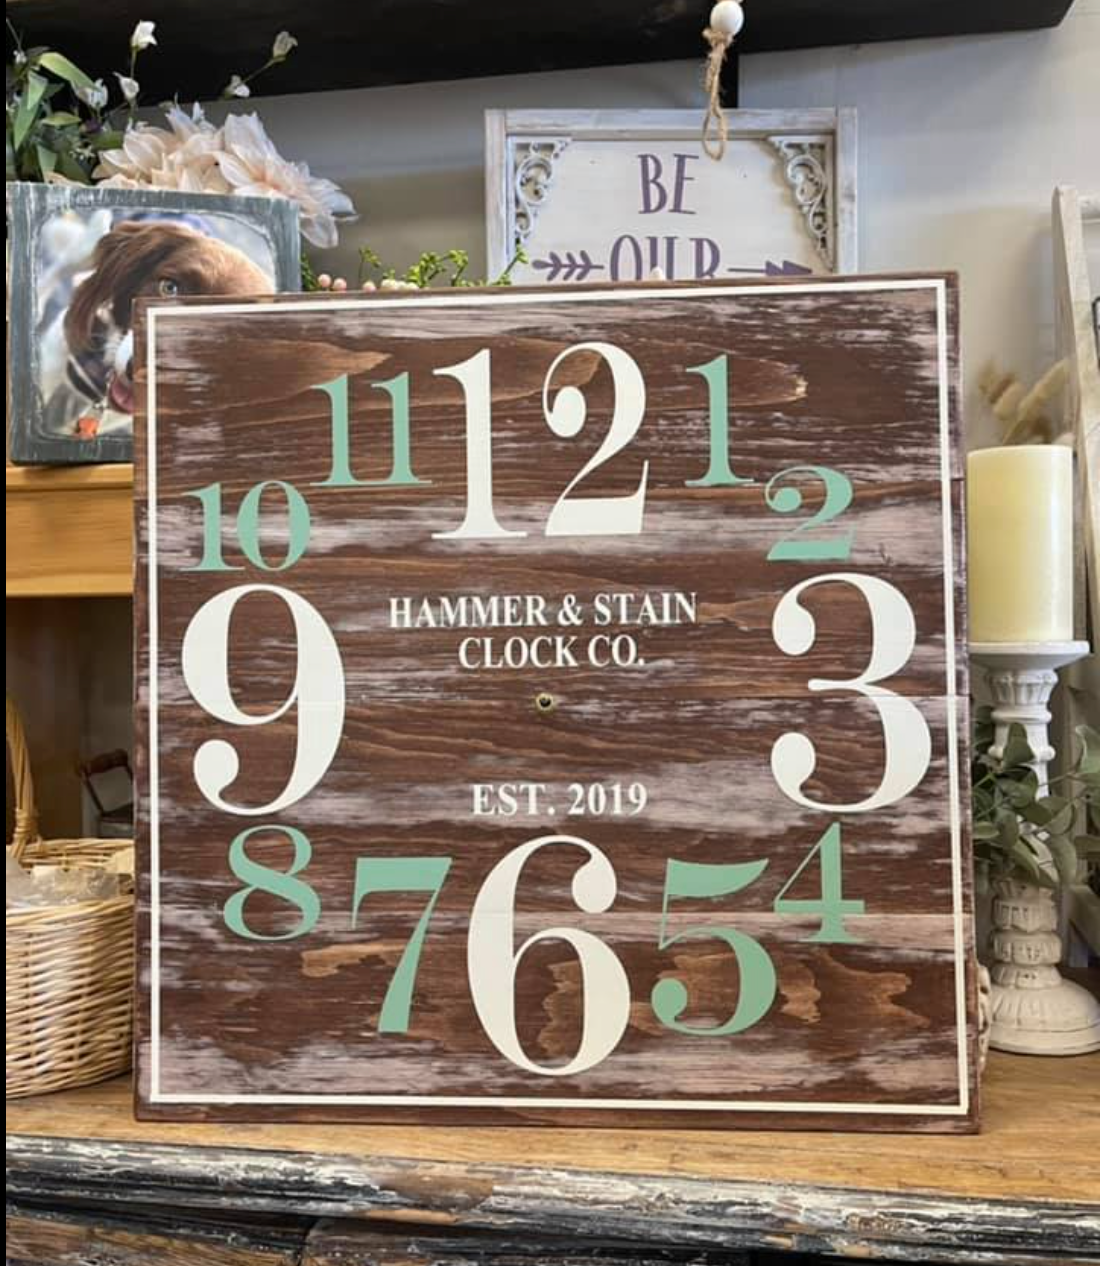 BE
OUR
11 12 1
10 2
9 3
HAMMER & STAIN
CLOCK CO.
EST. 2019
8 7 6 5 4